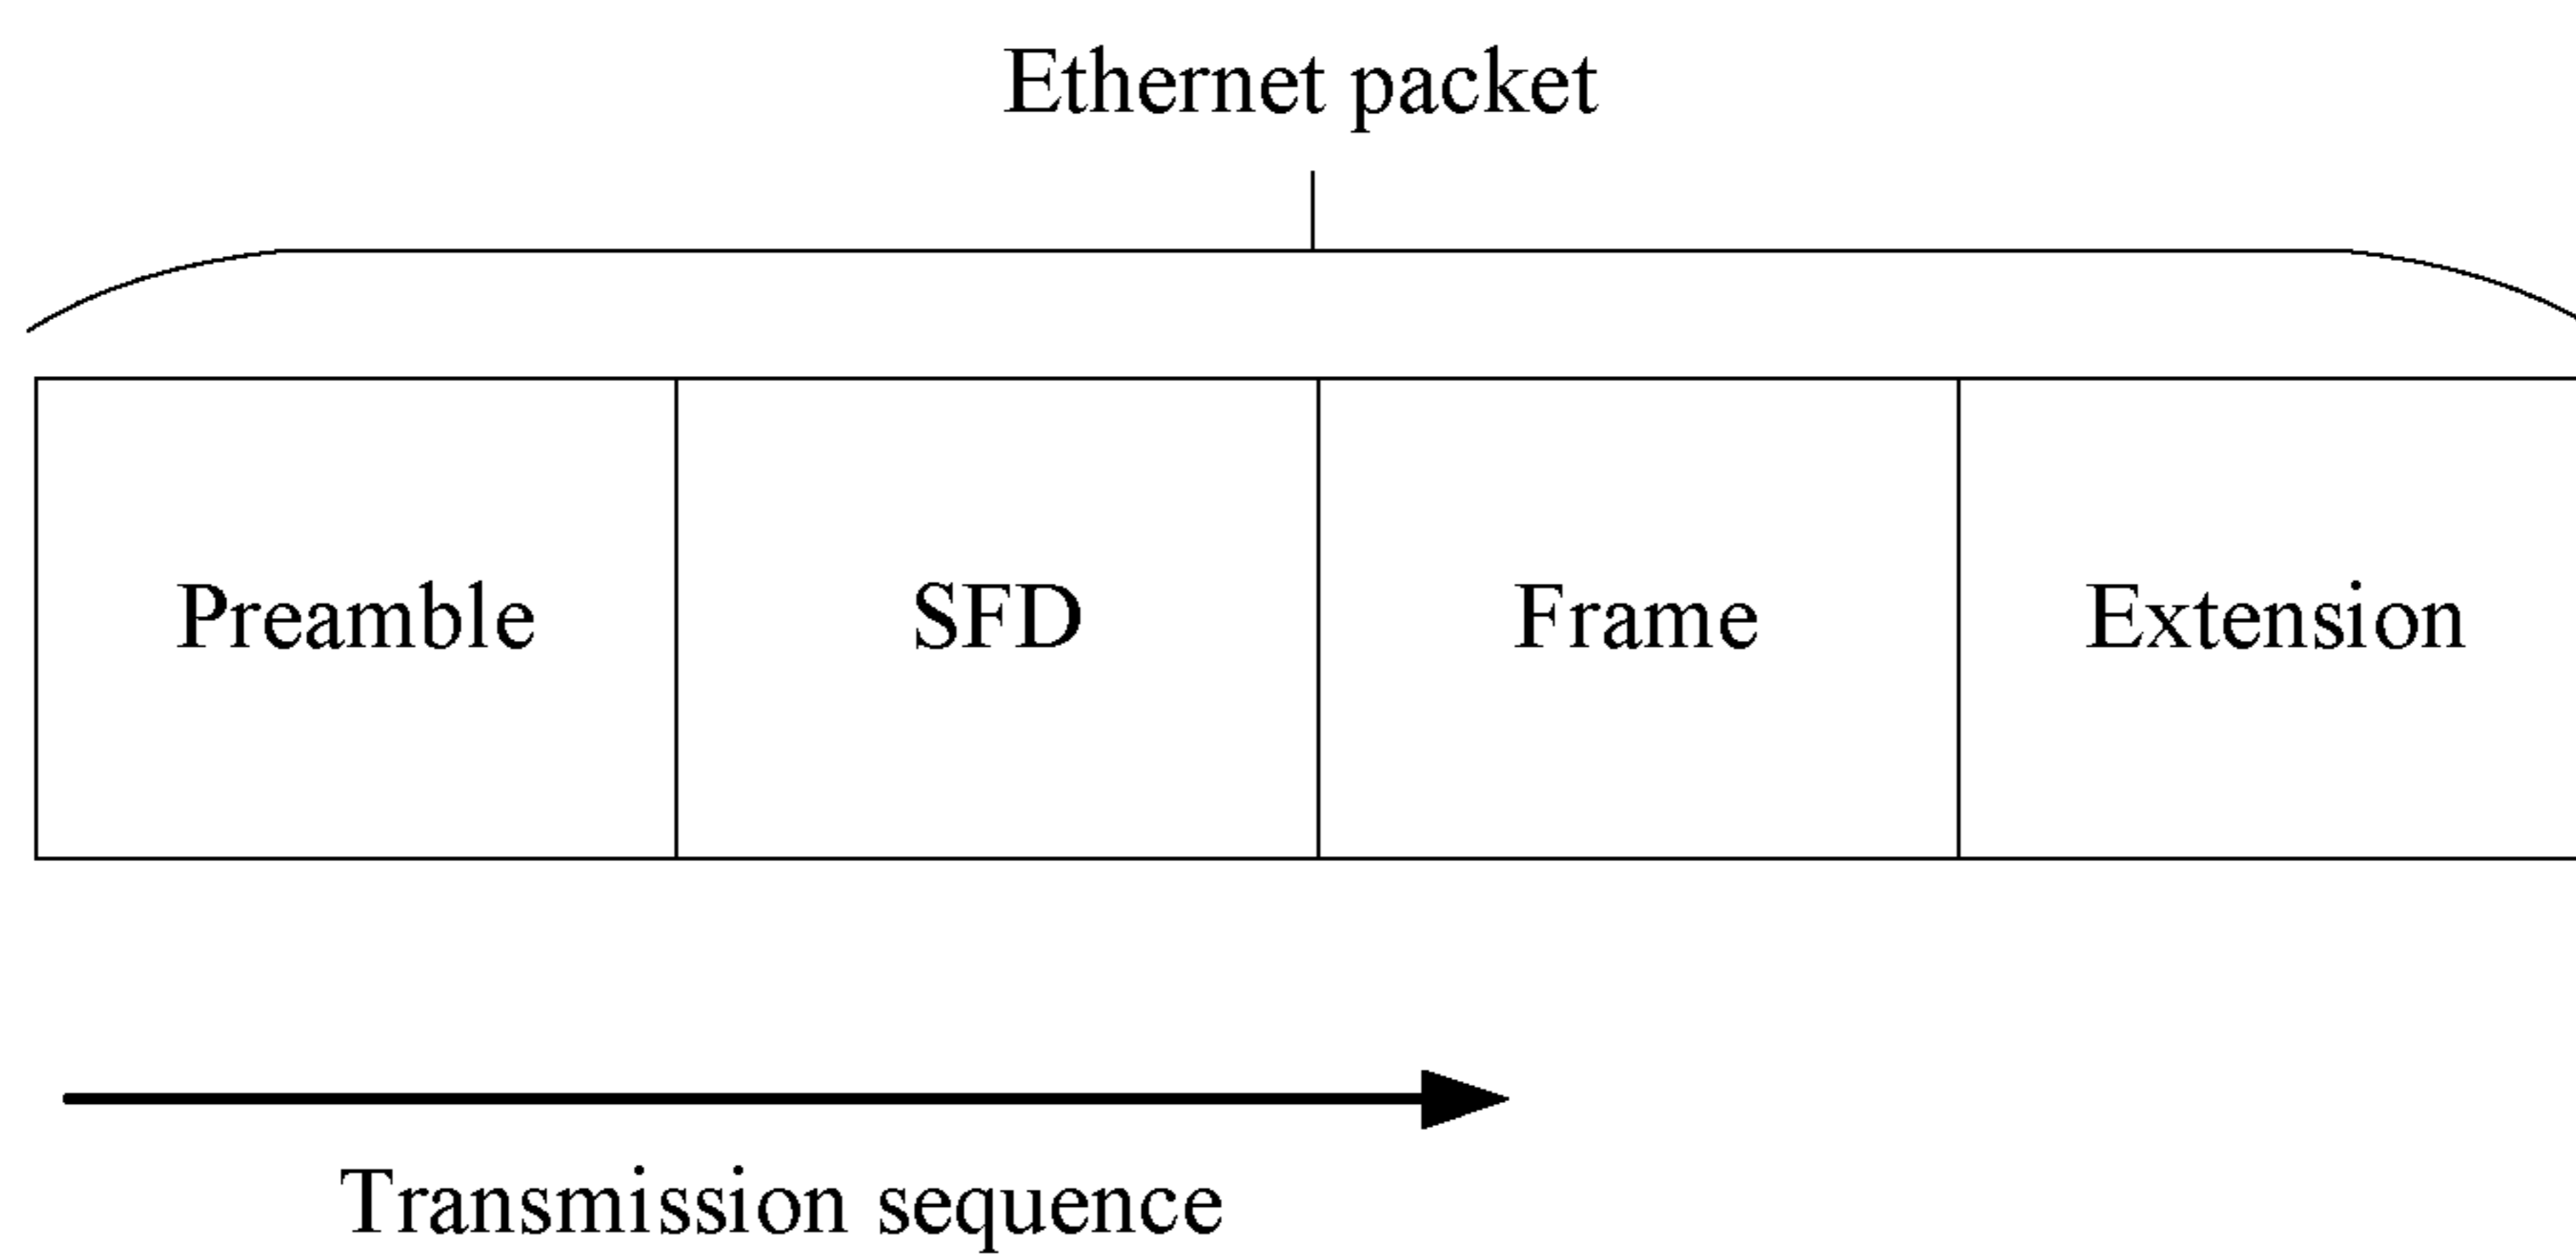 Ethernet packet
Preamble
SFD
Frame
Extension
Transmission sequence